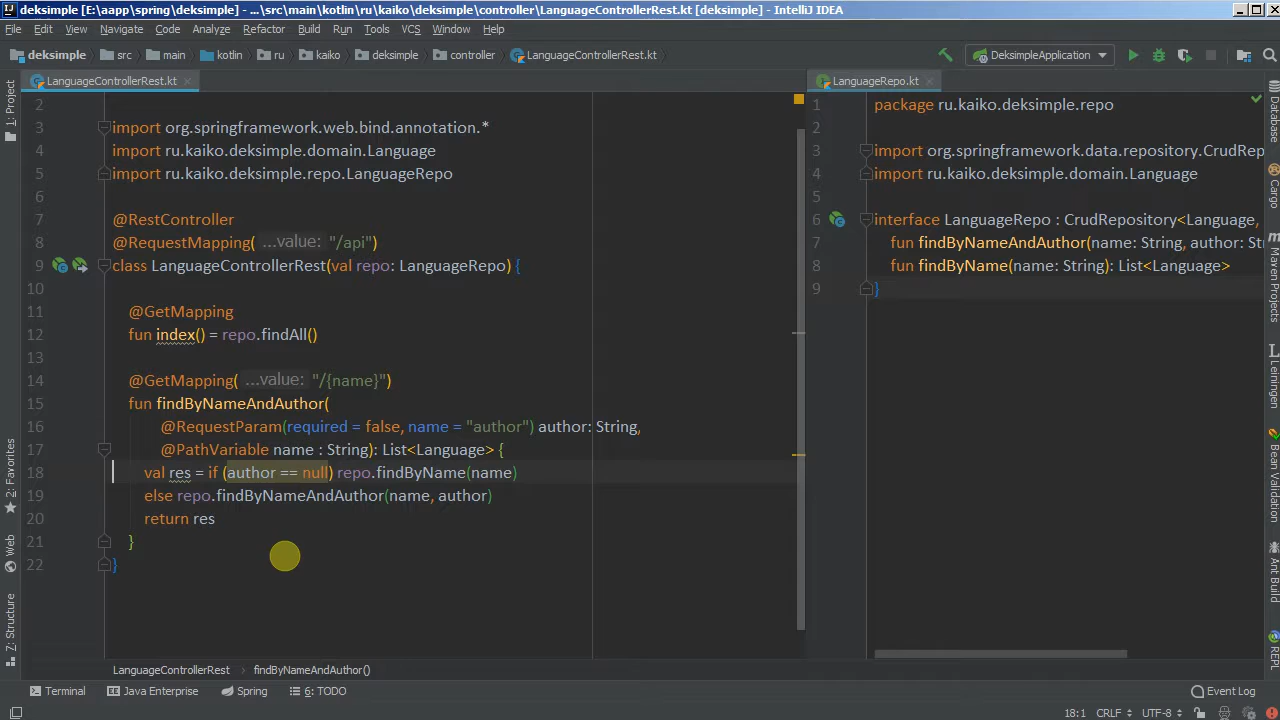 deksimple [E:\aapp\spring\deksimple] - ...\src\main\kotlin\ru\kaiko\deksimple\controller\LanguageControllerRest.kt [deksimple] - IntelliJ IDEA
File Edit View Navigate Code Analyze Refactor Build Run Tools VCS Window Help
deksimple src main kotlin ru kaiko deksimple controller LanguageControllerRest.kt DeksimpleApplication
LanguageControllerRest.kt
2
3 import org.springframework.web.bind.annotation.*
4 import ru.kaiko.deksimple.domain.Language
5 import ru.kaiko.deksimple.repo.LanguageRepo
6
7 @RestController
8 @RequestMapping( ...value: "/api")
9 class LanguageControllerRest(val repo: LanguageRepo) {
10
11 @GetMapping
12 fun index() = repo.findAll()
13
14 @GetMapping( ...value: "/{name}")
15 fun findByNameAndAuthor(
16 @RequestParam(required = false, name = "author") author: String,
17 @PathVariable name : String): List<Language> {
18 val res = if (author == null) repo.findByName(name)
19 else repo.findByNameAndAuthor(name, author)
20 return res
21 }
22 }
LanguageRepo.kt
1 package ru.kaiko.deksimple.repo
2
3 import org.springframework.data.repository.CrudRep
4 import ru.kaiko.deksimple.domain.Language
5
6 interface LanguageRepo : CrudRepository<Language,
7 fun findByNameAndAuthor(name: String, author: St
8 fun findByName(name: String): List<Language>
9 }
1: Project
2: Favorites
Web
Z: Structure
Database
Cargo
Maven Projects
Leiningen
Bean Validation
Ant Build
REPL
LanguageControllerRest › findByNameAndAuthor()
Terminal Java Enterprise Spring 6: TODO Event Log
18:1 CRLF UTF-8